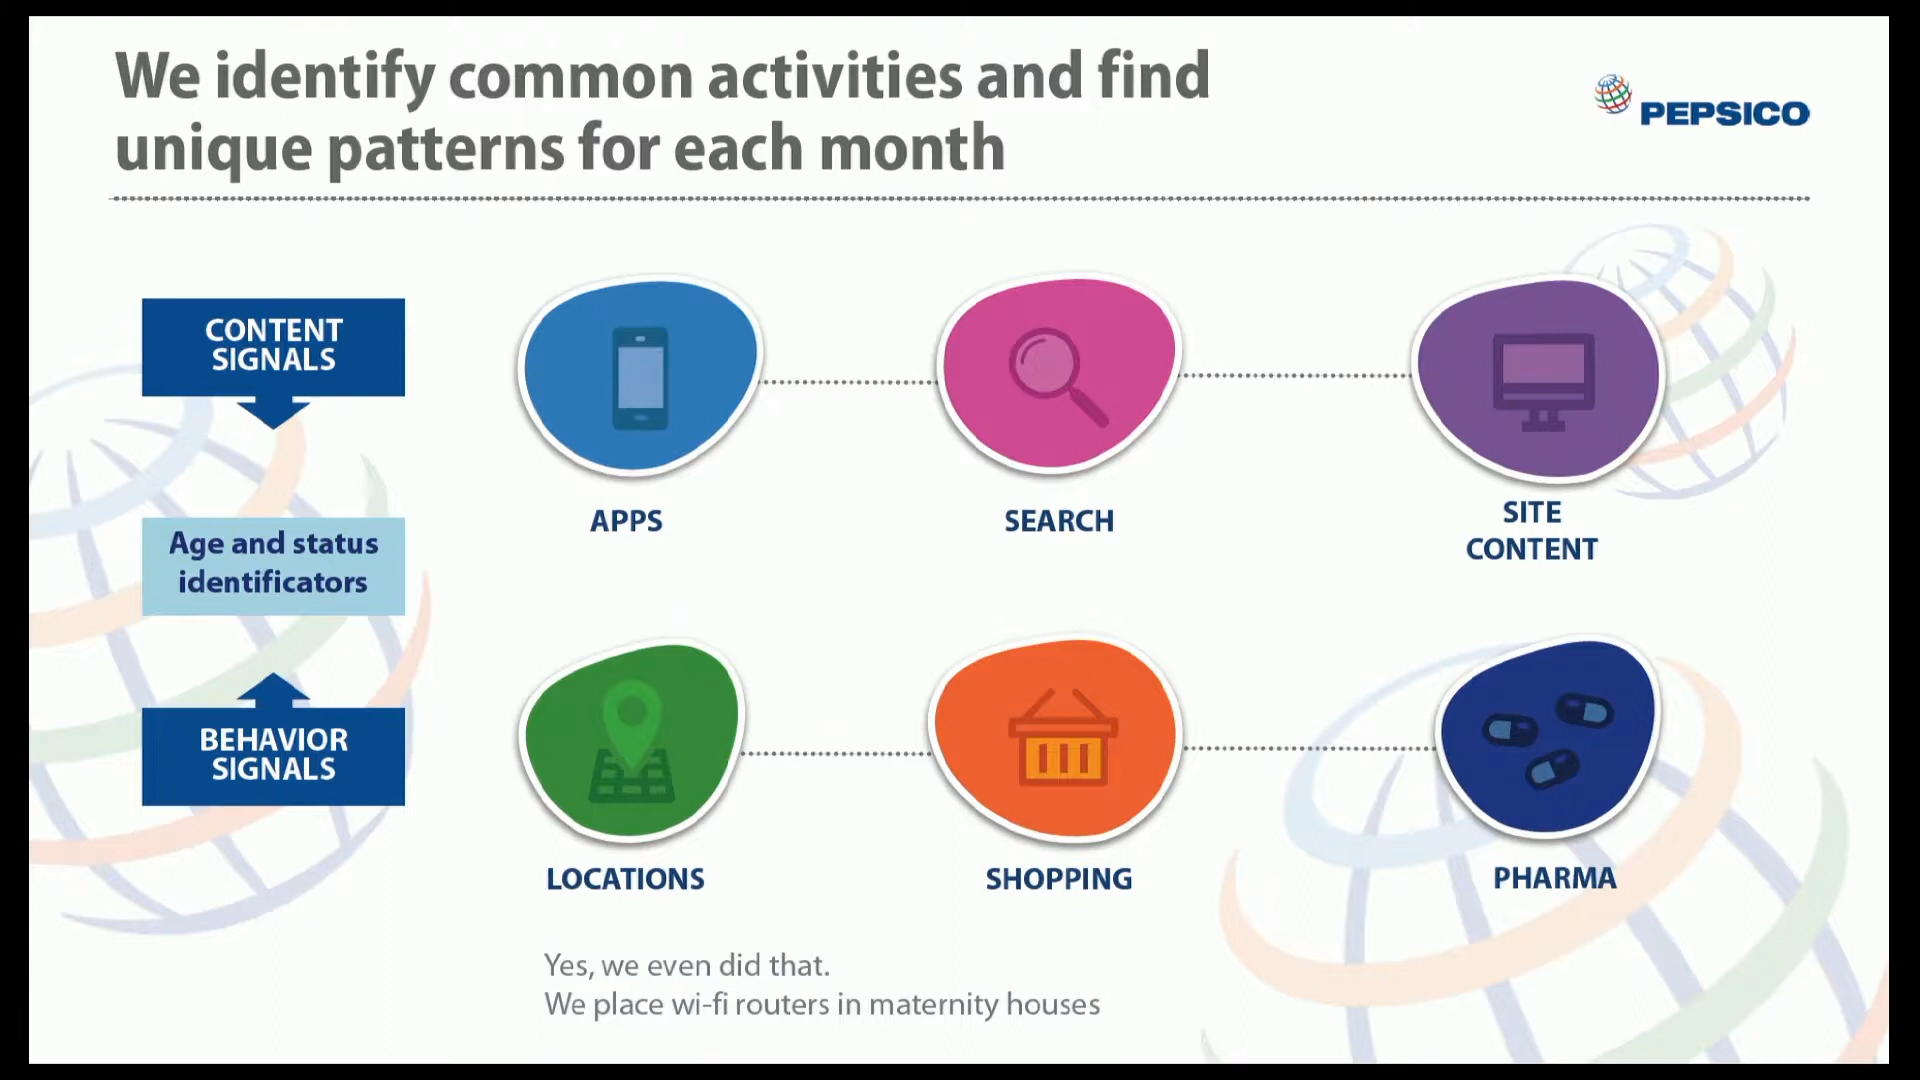 We identify common activities and find
unique patterns for each month
PEPSICO
CONTENT
SIGNALS
Age and status
identificators
BEHAVIOR
SIGNALS
APPS
SEARCH
SITE
CONTENT
LOCATIONS
SHOPPING
PHARMA
Yes, we even did that.
We place wi-fi routers in maternity houses